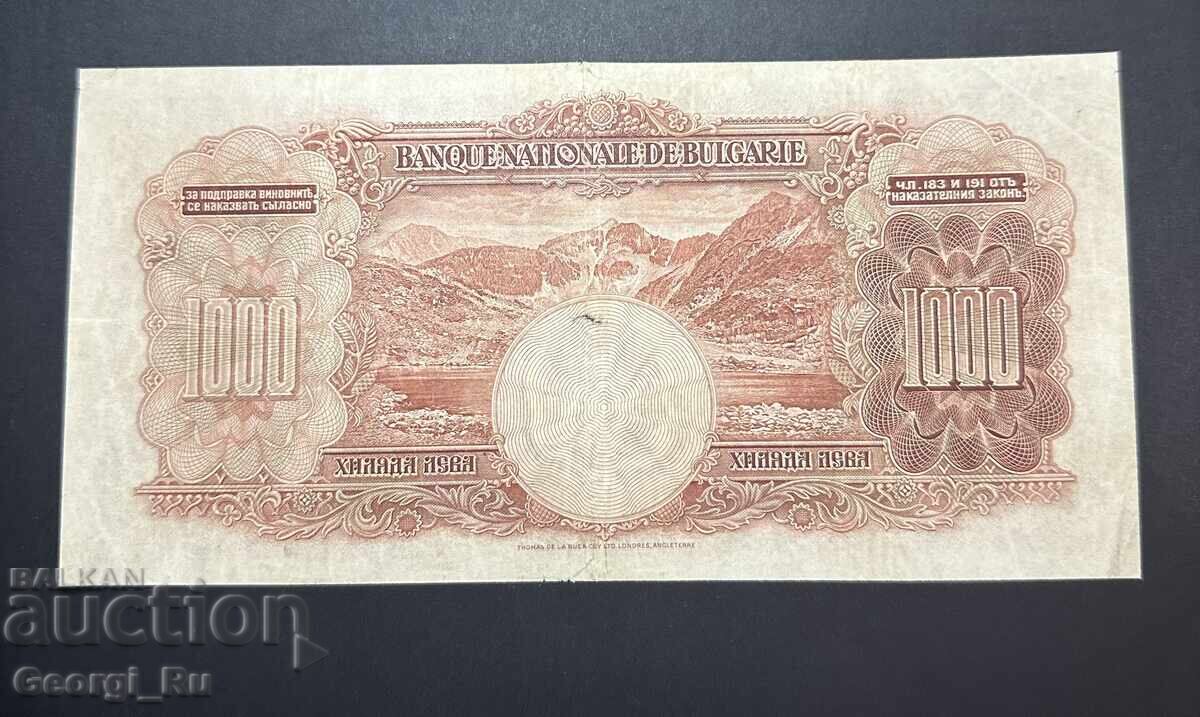 BANQUE NATIONALE DE BULGARIE
ЗА ПОДПРАВКА ВИНОВНИТѢ
СЕ НАКАЗВАТЪ СЪГЛАСНО
ЧЛ. 183 И 191 ОТЪ
НАКАЗАТЕЛНИЯ ЗАКОНЪ.
1000
1000
ХИЛЯДА ЛЕВА
ХИЛЯДА ЛЕВА
THOMAS DE LA RUE & COY LTD. LONDRES, ANGLETERRE
BALKAN
auction
Georgi_Ru